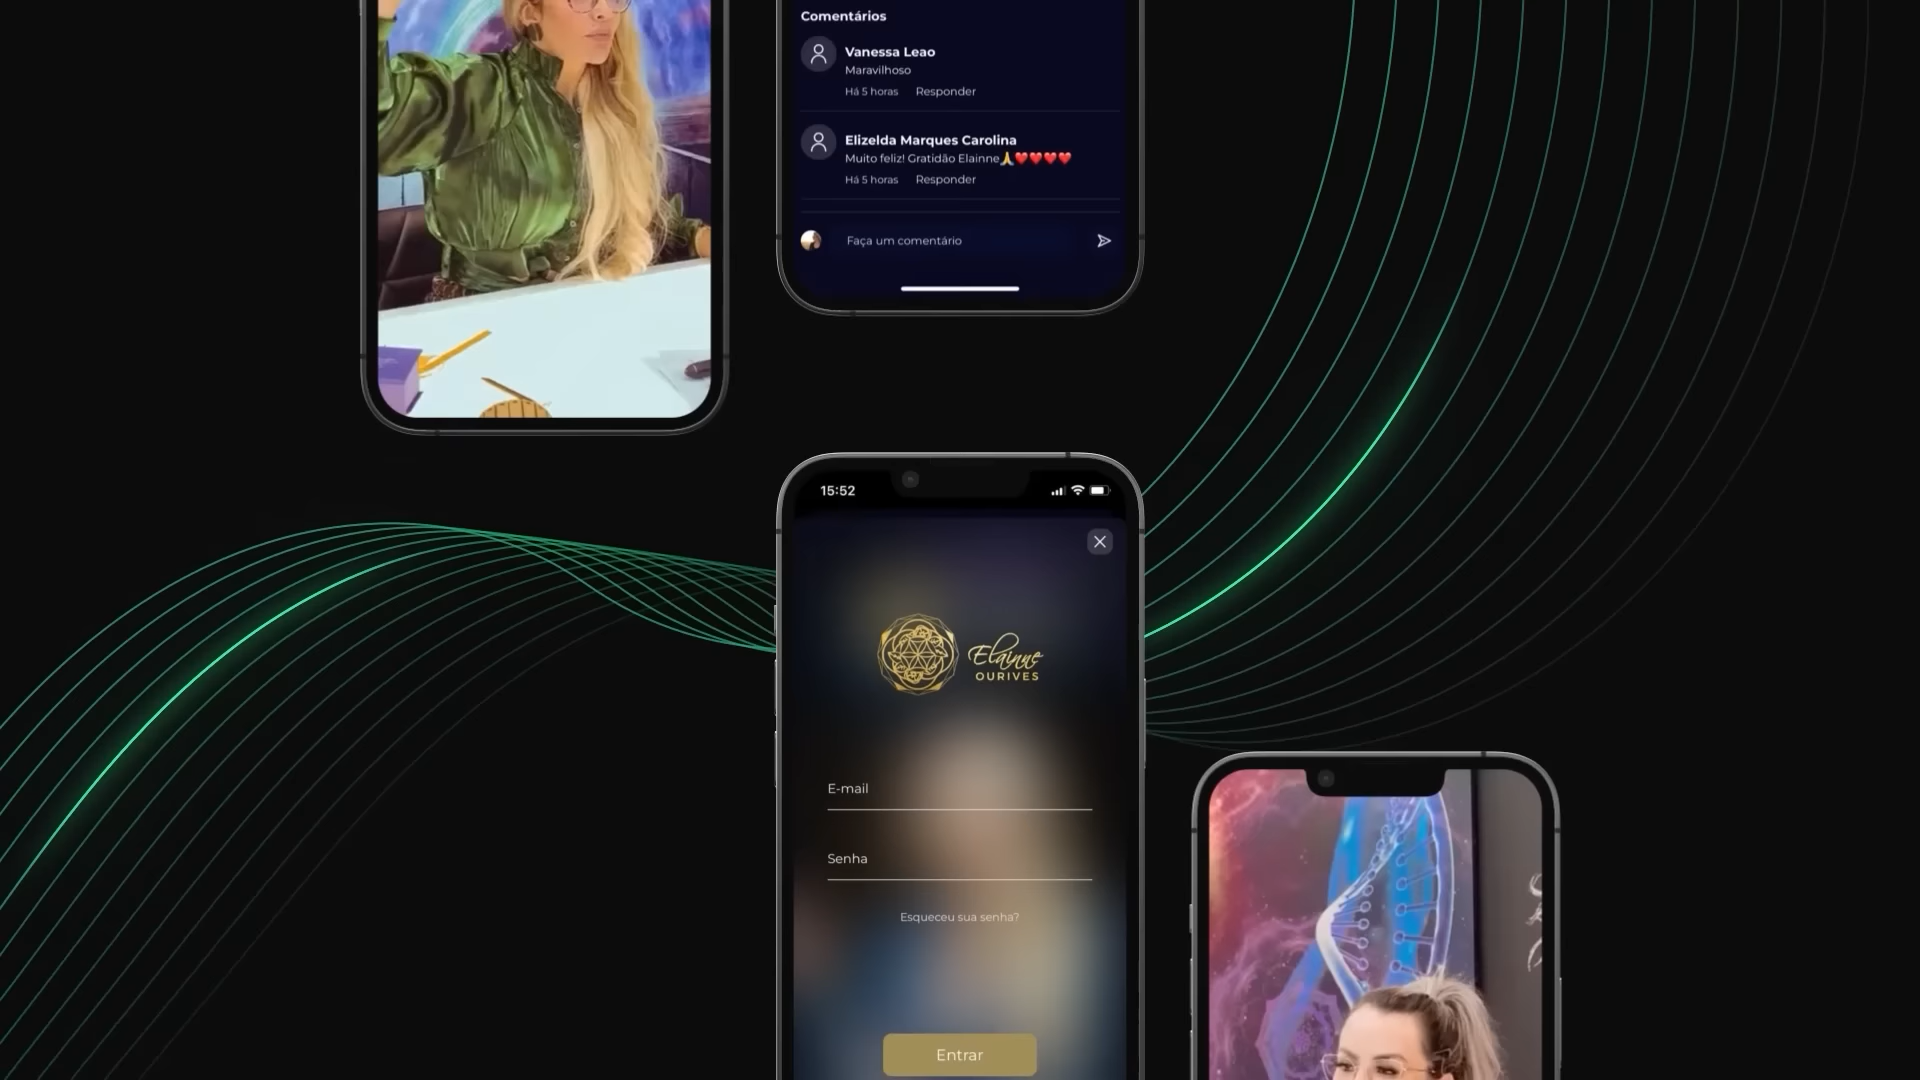 Comentários
Vanessa Leao
Maravilhoso
Há 5 horas Responder
Elizelda Marques Carolina
Muito feliz! Gratidão Elainne🙏❤️❤️❤️❤️
Há 5 horas Responder
Faça um comentário
15:52
Elainne
OURIVES
E-mail
Senha
Esqueceu sua senha?
Entrar